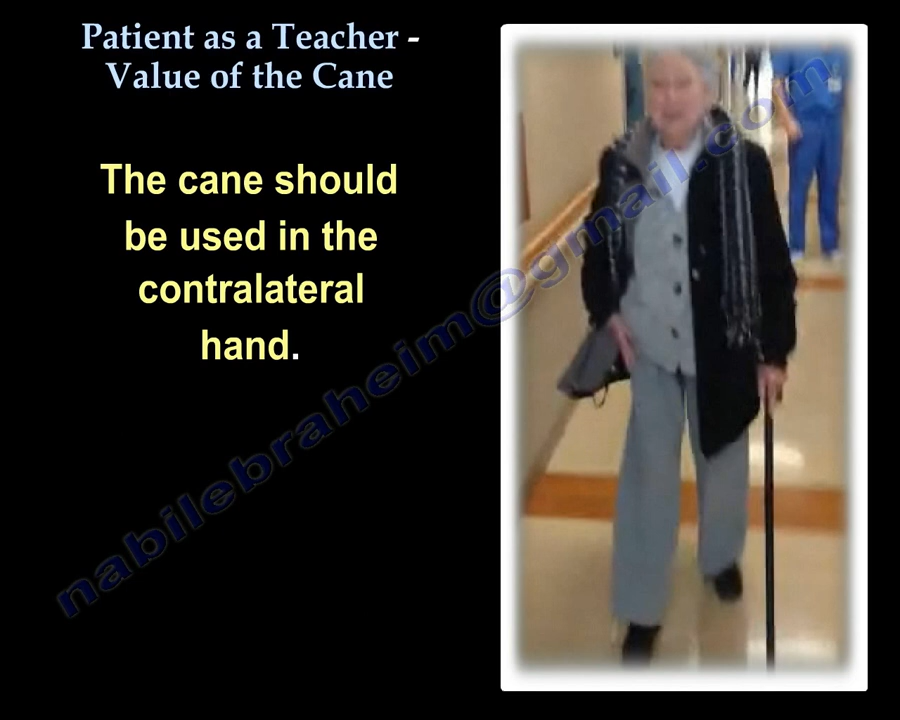 Patient as a Teacher -
Value of the Cane
The cane should
be used in the
contralateral
hand.
nabilebraheim@gmail.com